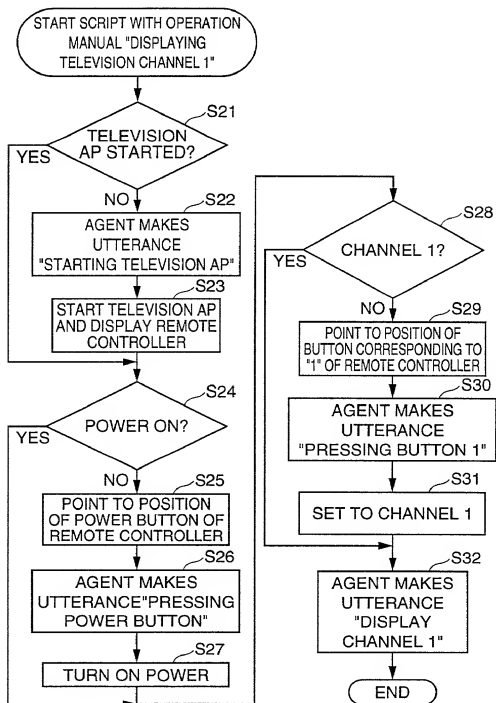 START SCRIPT WITH OPERATION
MANUAL "DISPLAYING
TELEVISION CHANNEL 1"
S21
TELEVISION
AP STARTED?
YES
NO
S22
AGENT MAKES
UTTERANCE
"STARTING TELEVISION AP"
S23
START TELEVISION AP
AND DISPLAY REMOTE
CONTROLLER
S24
POWER ON?
YES
NO
S25
POINT TO POSITION
OF POWER BUTTON OF
REMOTE CONTROLLER
S26
AGENT MAKES
UTTERANCE"PRESSING
POWER BUTTON"
S27
TURN ON POWER
S28
CHANNEL 1?
YES
NO
S29
POINT TO POSITION OF
BUTTON CORRESPONDING TO
"1" OF REMOTE CONTROLLER
S30
AGENT MAKES
UTTERANCE
"PRESSING BUTTON 1"
S31
SET TO CHANNEL 1
S32
AGENT MAKES
UTTERANCE
"DISPLAY
CHANNEL 1"
END